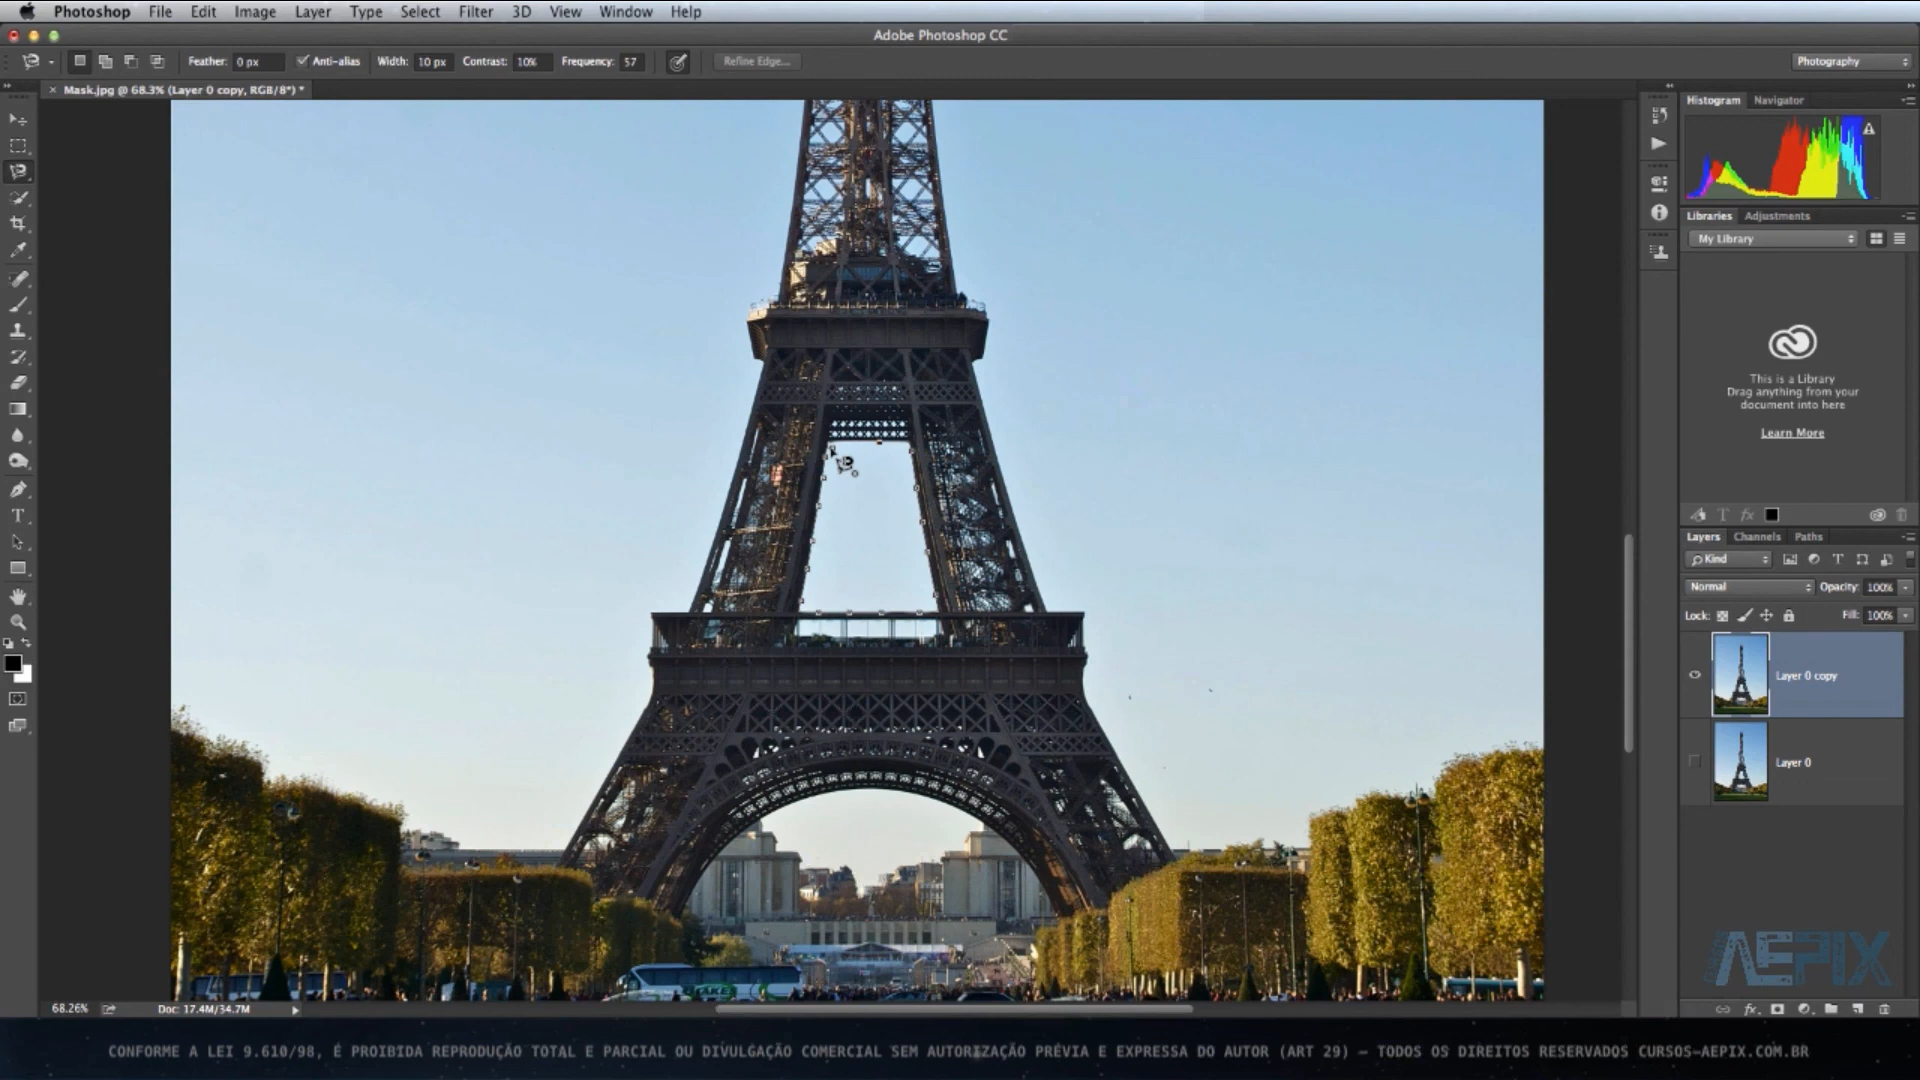 Photoshop File Edit Image Layer Type Select Filter 3D View Window Help
Adobe Photoshop CC
Feather: 0 px Anti-alias Width: 10 px Contrast: 10% Frequency: 57 Refine Edge... Photography
× Mask.jpg @ 68.3% (Layer 0 copy, RGB/8*) *
Histogram Navigator
Libraries Adjustments
My Library
This is a Library
Drag anything from your
document into here
Learn More
T fx
Layers Channels Paths
Kind T
Normal Opacity: 100%
Lock: Fill: 100%
Layer 0 copy
Layer 0
T
AEPIX
68.26% Doc: 17.4M/34.7M
fx
CONFORME A LEI 9.610/98, É PROIBIDA REPRODUÇÃO TOTAL E PARCIAL OU DIVULGAÇÃO COMERCIAL SEM AUTORIZAÇÃO PRÉVIA E EXPRESSA DO AUTOR (ART 29) – TODOS OS DIREITOS RESERVADOS CURSOS-AEPIX.COM.BR